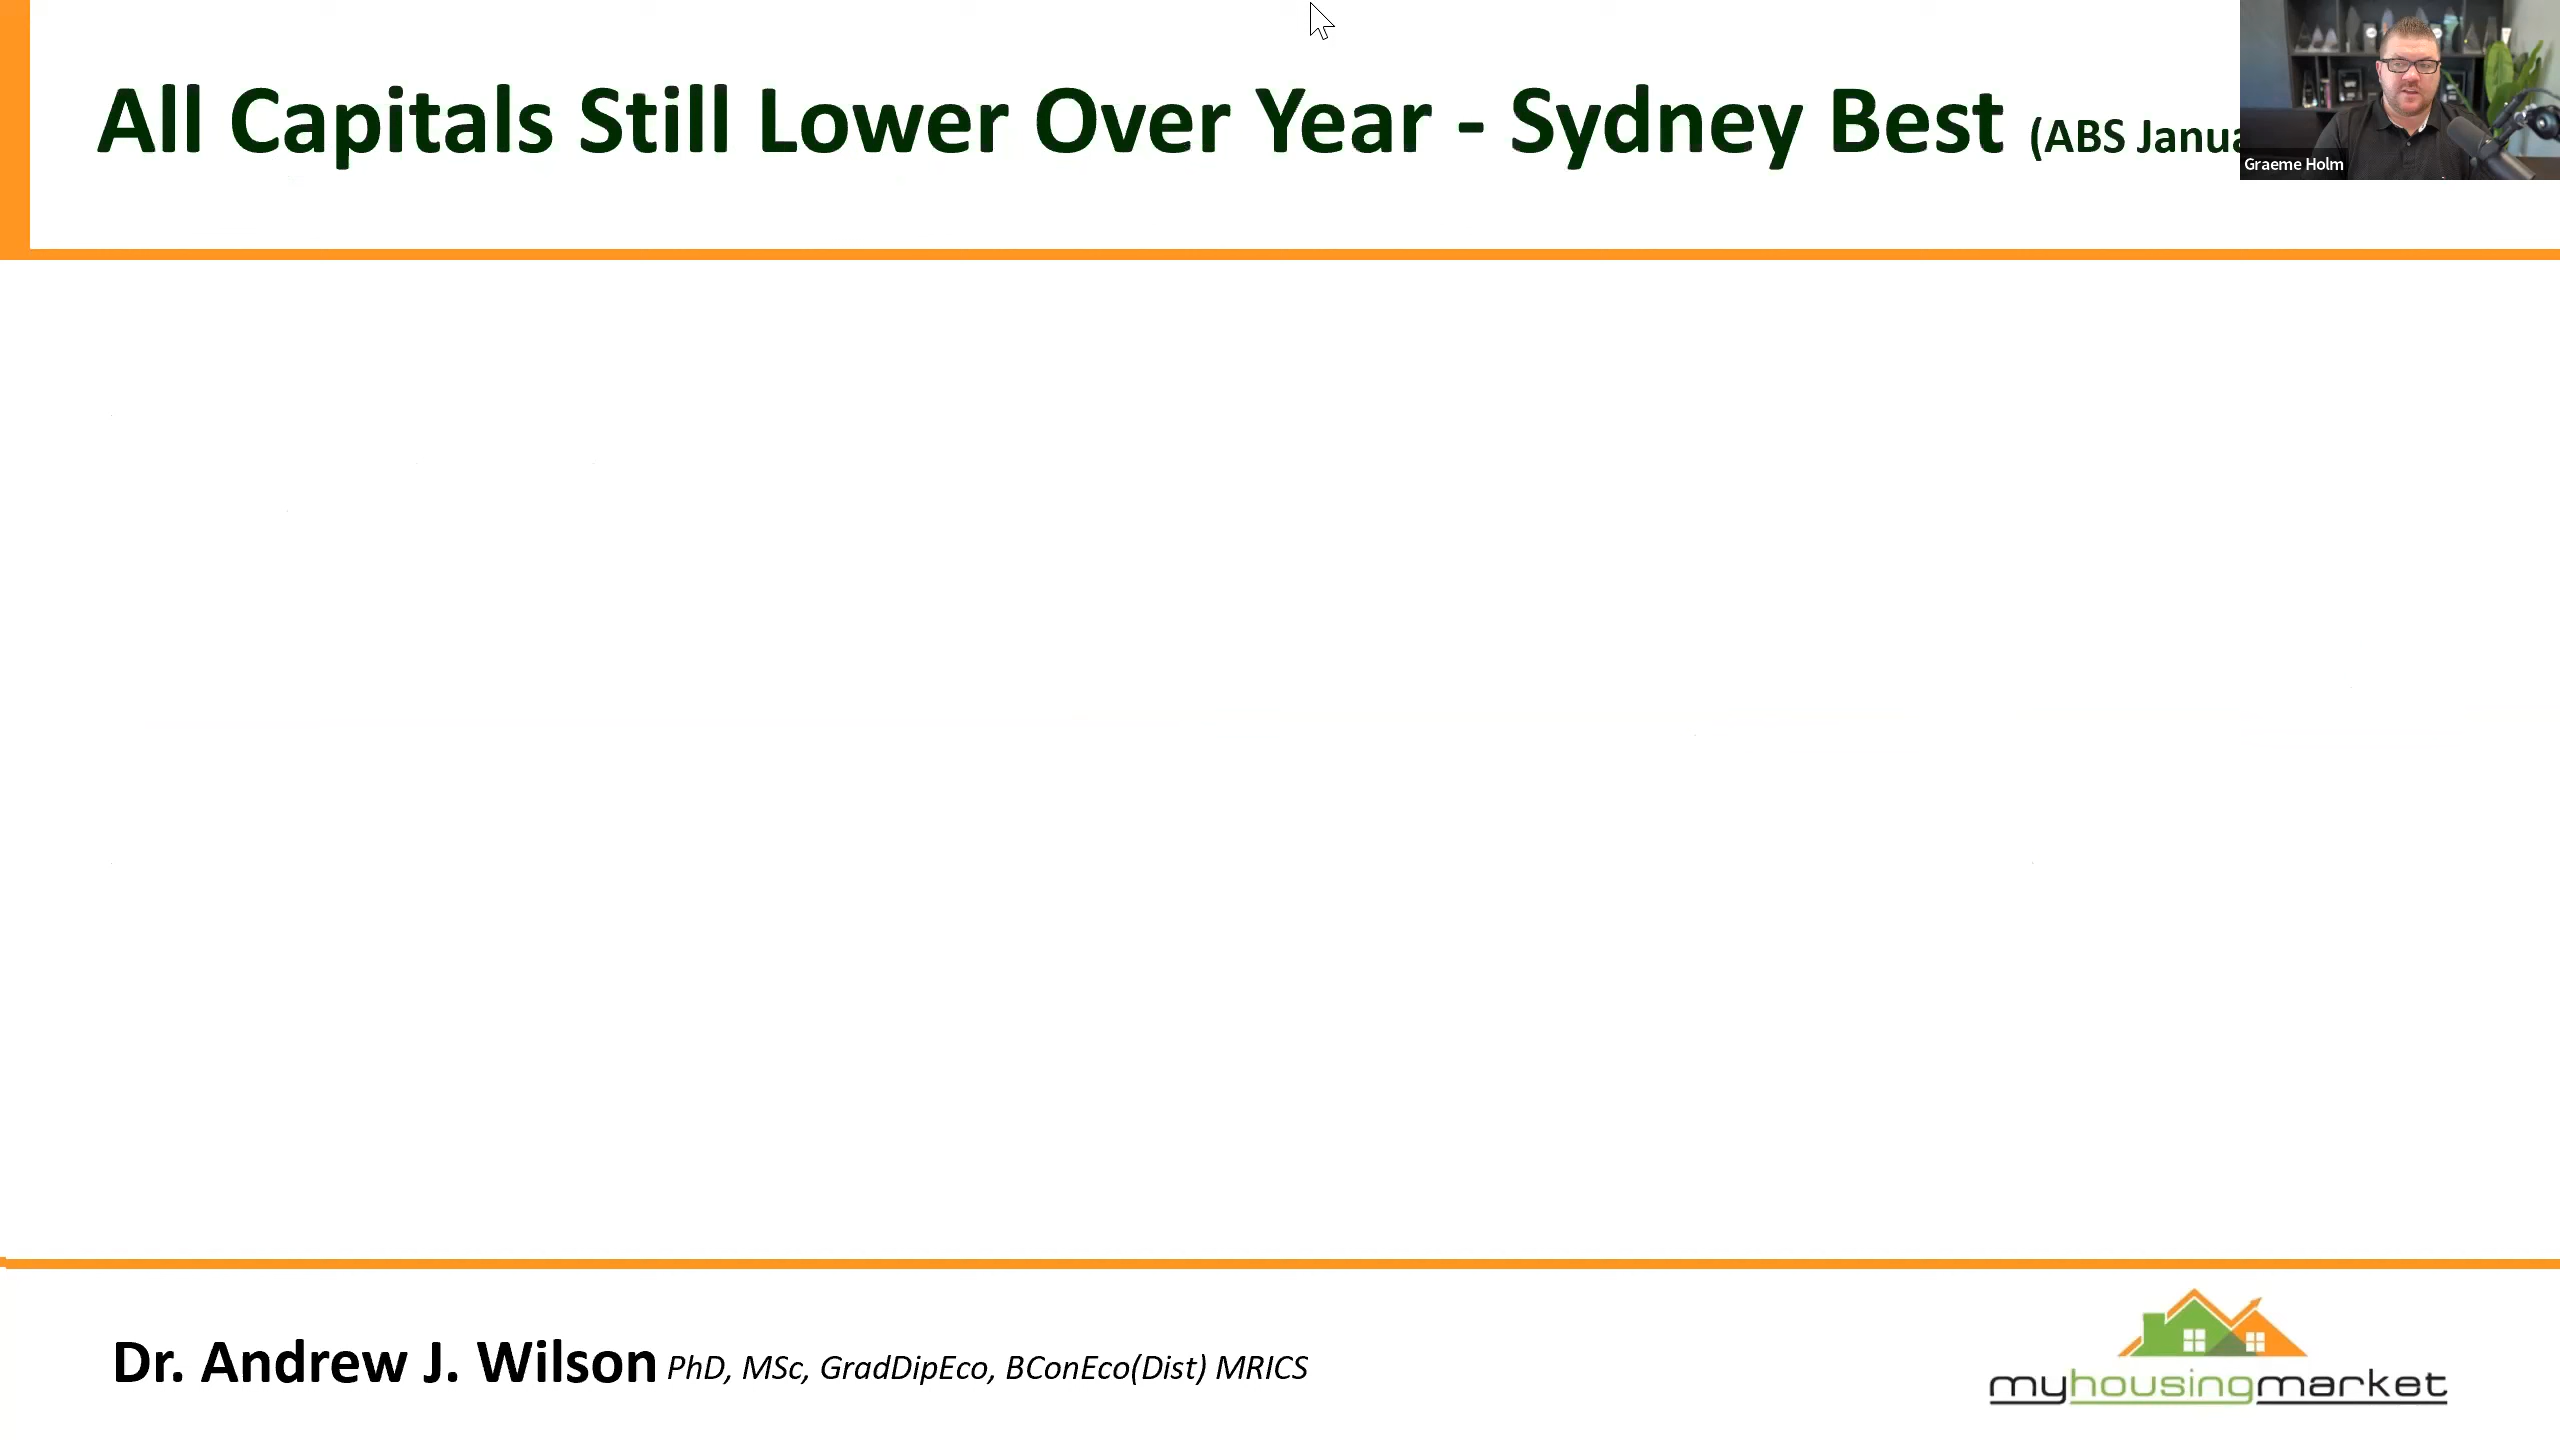 All Capitals Still Lower Over Year - Sydney Best (ABS
Graeme Holm
Dr. Andrew J. Wilson PhD, MSc, GradDipEco, BConEco(Dist) MRICS
myhousingmarket